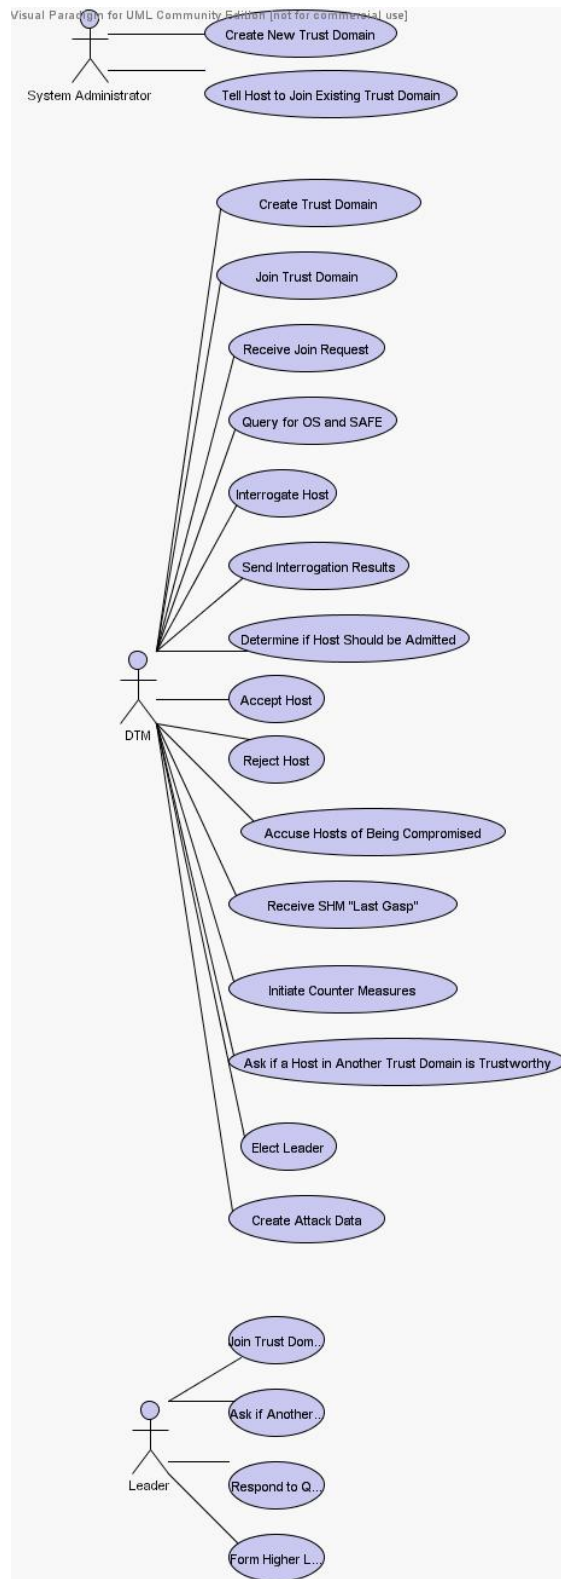 Visual Paradigm for UML Community Edition [not for commercial use]
Create New Trust Domain
System Administrator
Tell Host to Join Existing Trust Domain
Create Trust Domain
Join Trust Domain
Receive Join Request
Query for OS and SAFE
Interrogate Host
Send Interrogation Results
Determine if Host Should be Admitted
Accept Host
DTM
Reject Host
Accuse Hosts of Being Compromised
Receive SHM "Last Gasp"
Initiate Counter Measures
Ask if a Host in Another Trust Domain is Trustworthy
Elect Leader
Create Attack Data
Join Trust Dom...
Ask if Another...
Leader
Respond to Q...
Form Higher L...